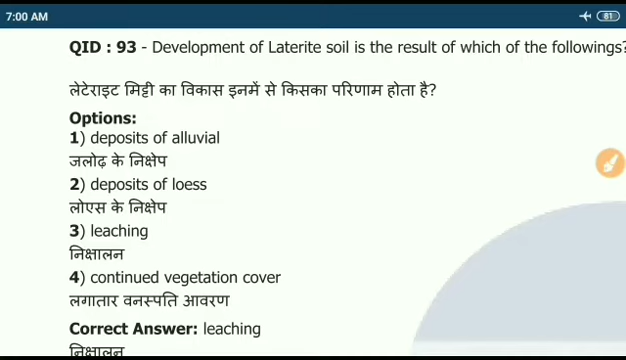 7:00 AM
81
QID : 93 - Development of Laterite soil is the result of which of the followings?
लेटेराइट मिट्टी का विकास इनमें से किसका परिणाम होता है?
Options:
1) deposits of alluvial
जलोढ़ के निक्षेप
2) deposits of loess
लोएस के निक्षेप
3) leaching
निक्षालन
4) continued vegetation cover
लगातार वनस्पति आवरण
Correct Answer: leaching
निक्षालन